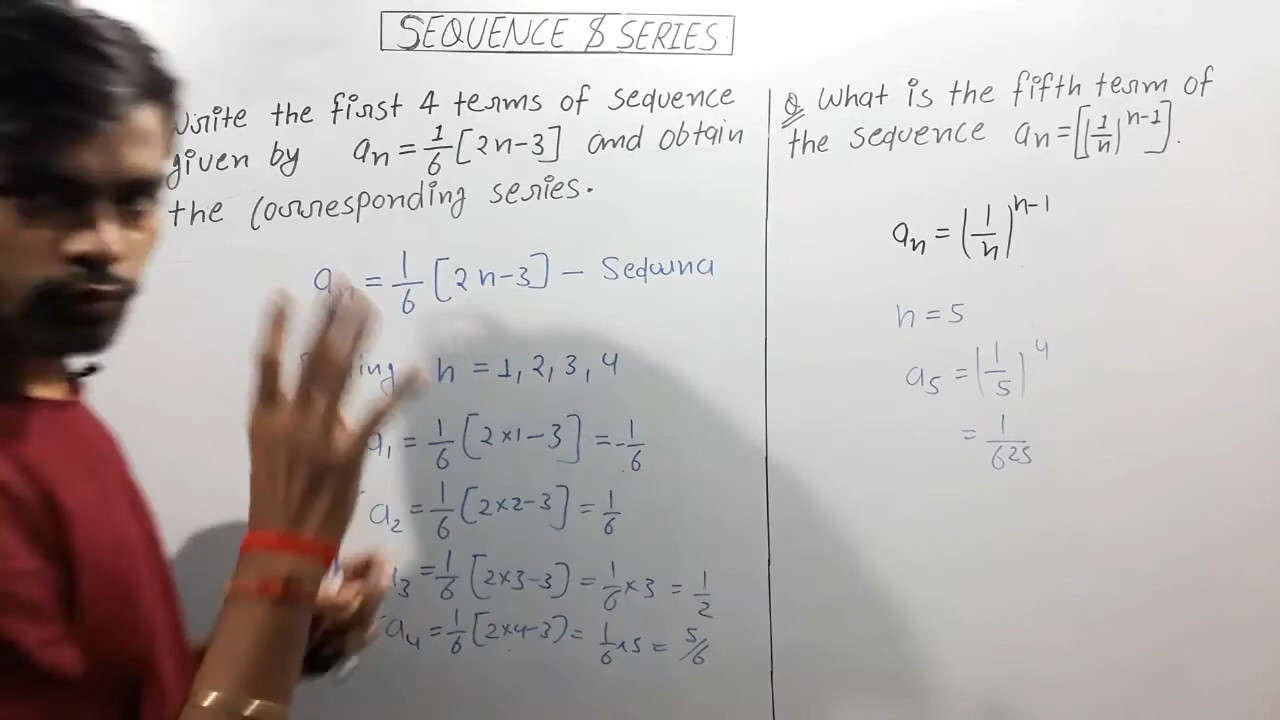 SEQUENCE & SERIES
Write the first 4 terms of sequence
given by an = 1/6 [2n-3] and obtain
the Corresponding series.
an = 1/6 [2n-3] -
n = 1, 2, 3, 4
a1 = 1/6 [2×1-3] = -1/6
a2 = 1/6 [2×2-3] = 1/6
a3 = 1/6 [2×3-3] = 1/6 × 3 = 1/2
a4 = 1/6 [2×4-3] = 1/6 × 5 = 5/6
Q What is the fifth term of
the sequence an = [(1/n)^n-1].
an = (1/n)^n-1
n = 5
a5 = (1/5)^4
= 1/625